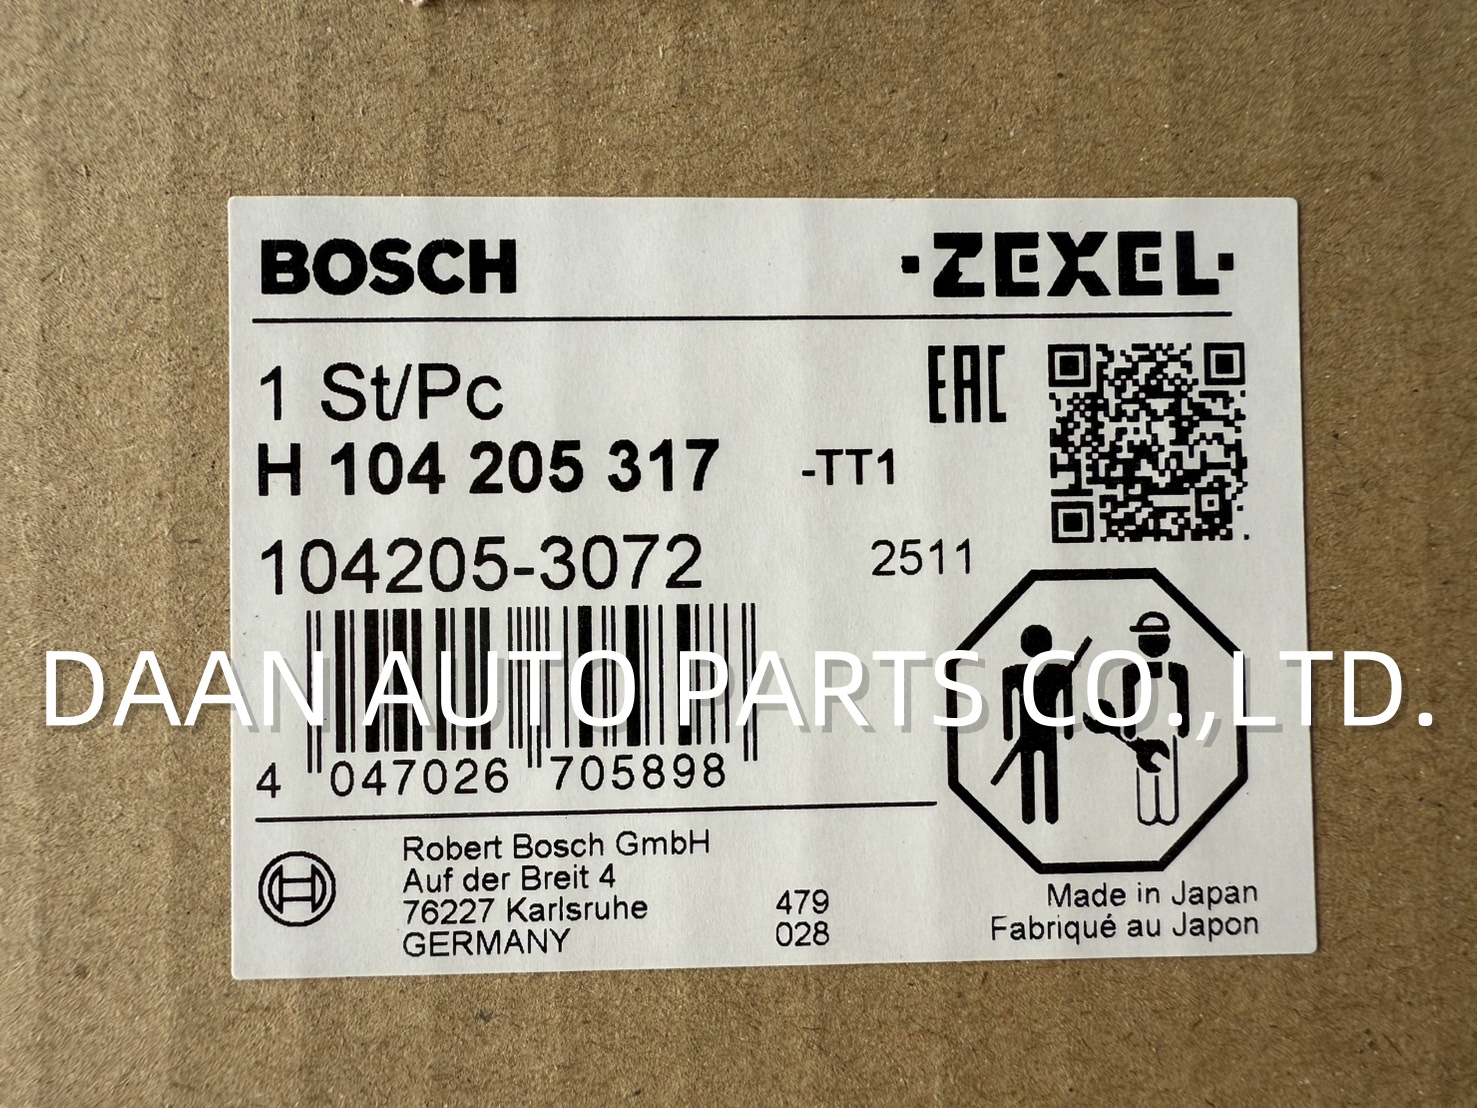 BOSCH
·ZEXEL·
1 St/Pc
EAC
H 104 205 317 -TT1
104205-3072
2511
DAAN AUTO PARTS CO.,LTD.
4 047026 705898
Robert Bosch GmbH
Auf der Breit 4
76227 Karlsruhe
GERMANY
479
028
Made in Japan
Fabriqué au Japon